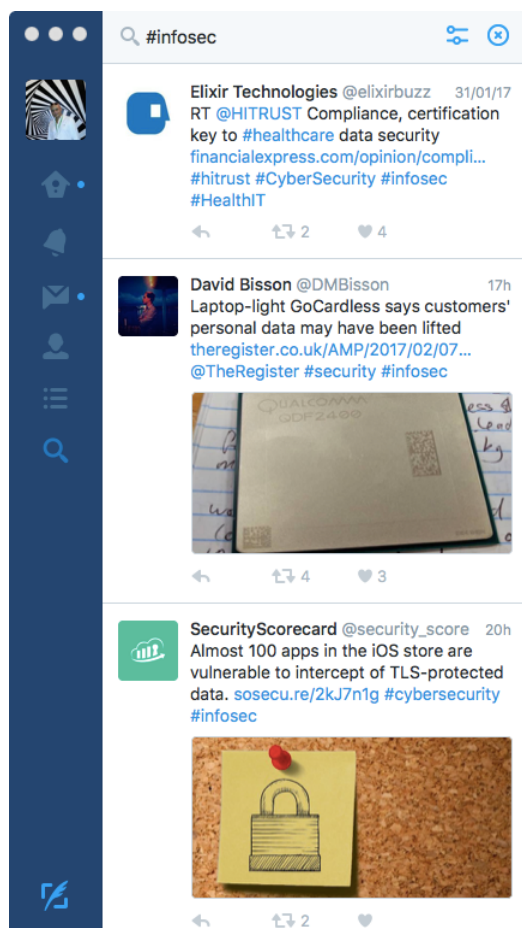 #infosec
Elixir Technologies @elixirbuzz 31/01/17
RT @HITRUST Compliance, certification
key to #healthcare data security
financialexpress.com/opinion/compli...
#hitrust #CyberSecurity #infosec
#HealthIT
2 4
David Bisson @DMBisson 17h
Laptop-light GoCardless says customers'
personal data may have been lifted
theregister.co.uk/AMP/2017/02/07...
@TheRegister #security #infosec
QUALCOMM
QDF2400
ess
kg
4 3
SecurityScorecard @security_score 20h
Almost 100 apps in the iOS store are
vulnerable to intercept of TLS-protected
data. sosecu.re/2kJ7n1g #cybersecurity
#infosec
2